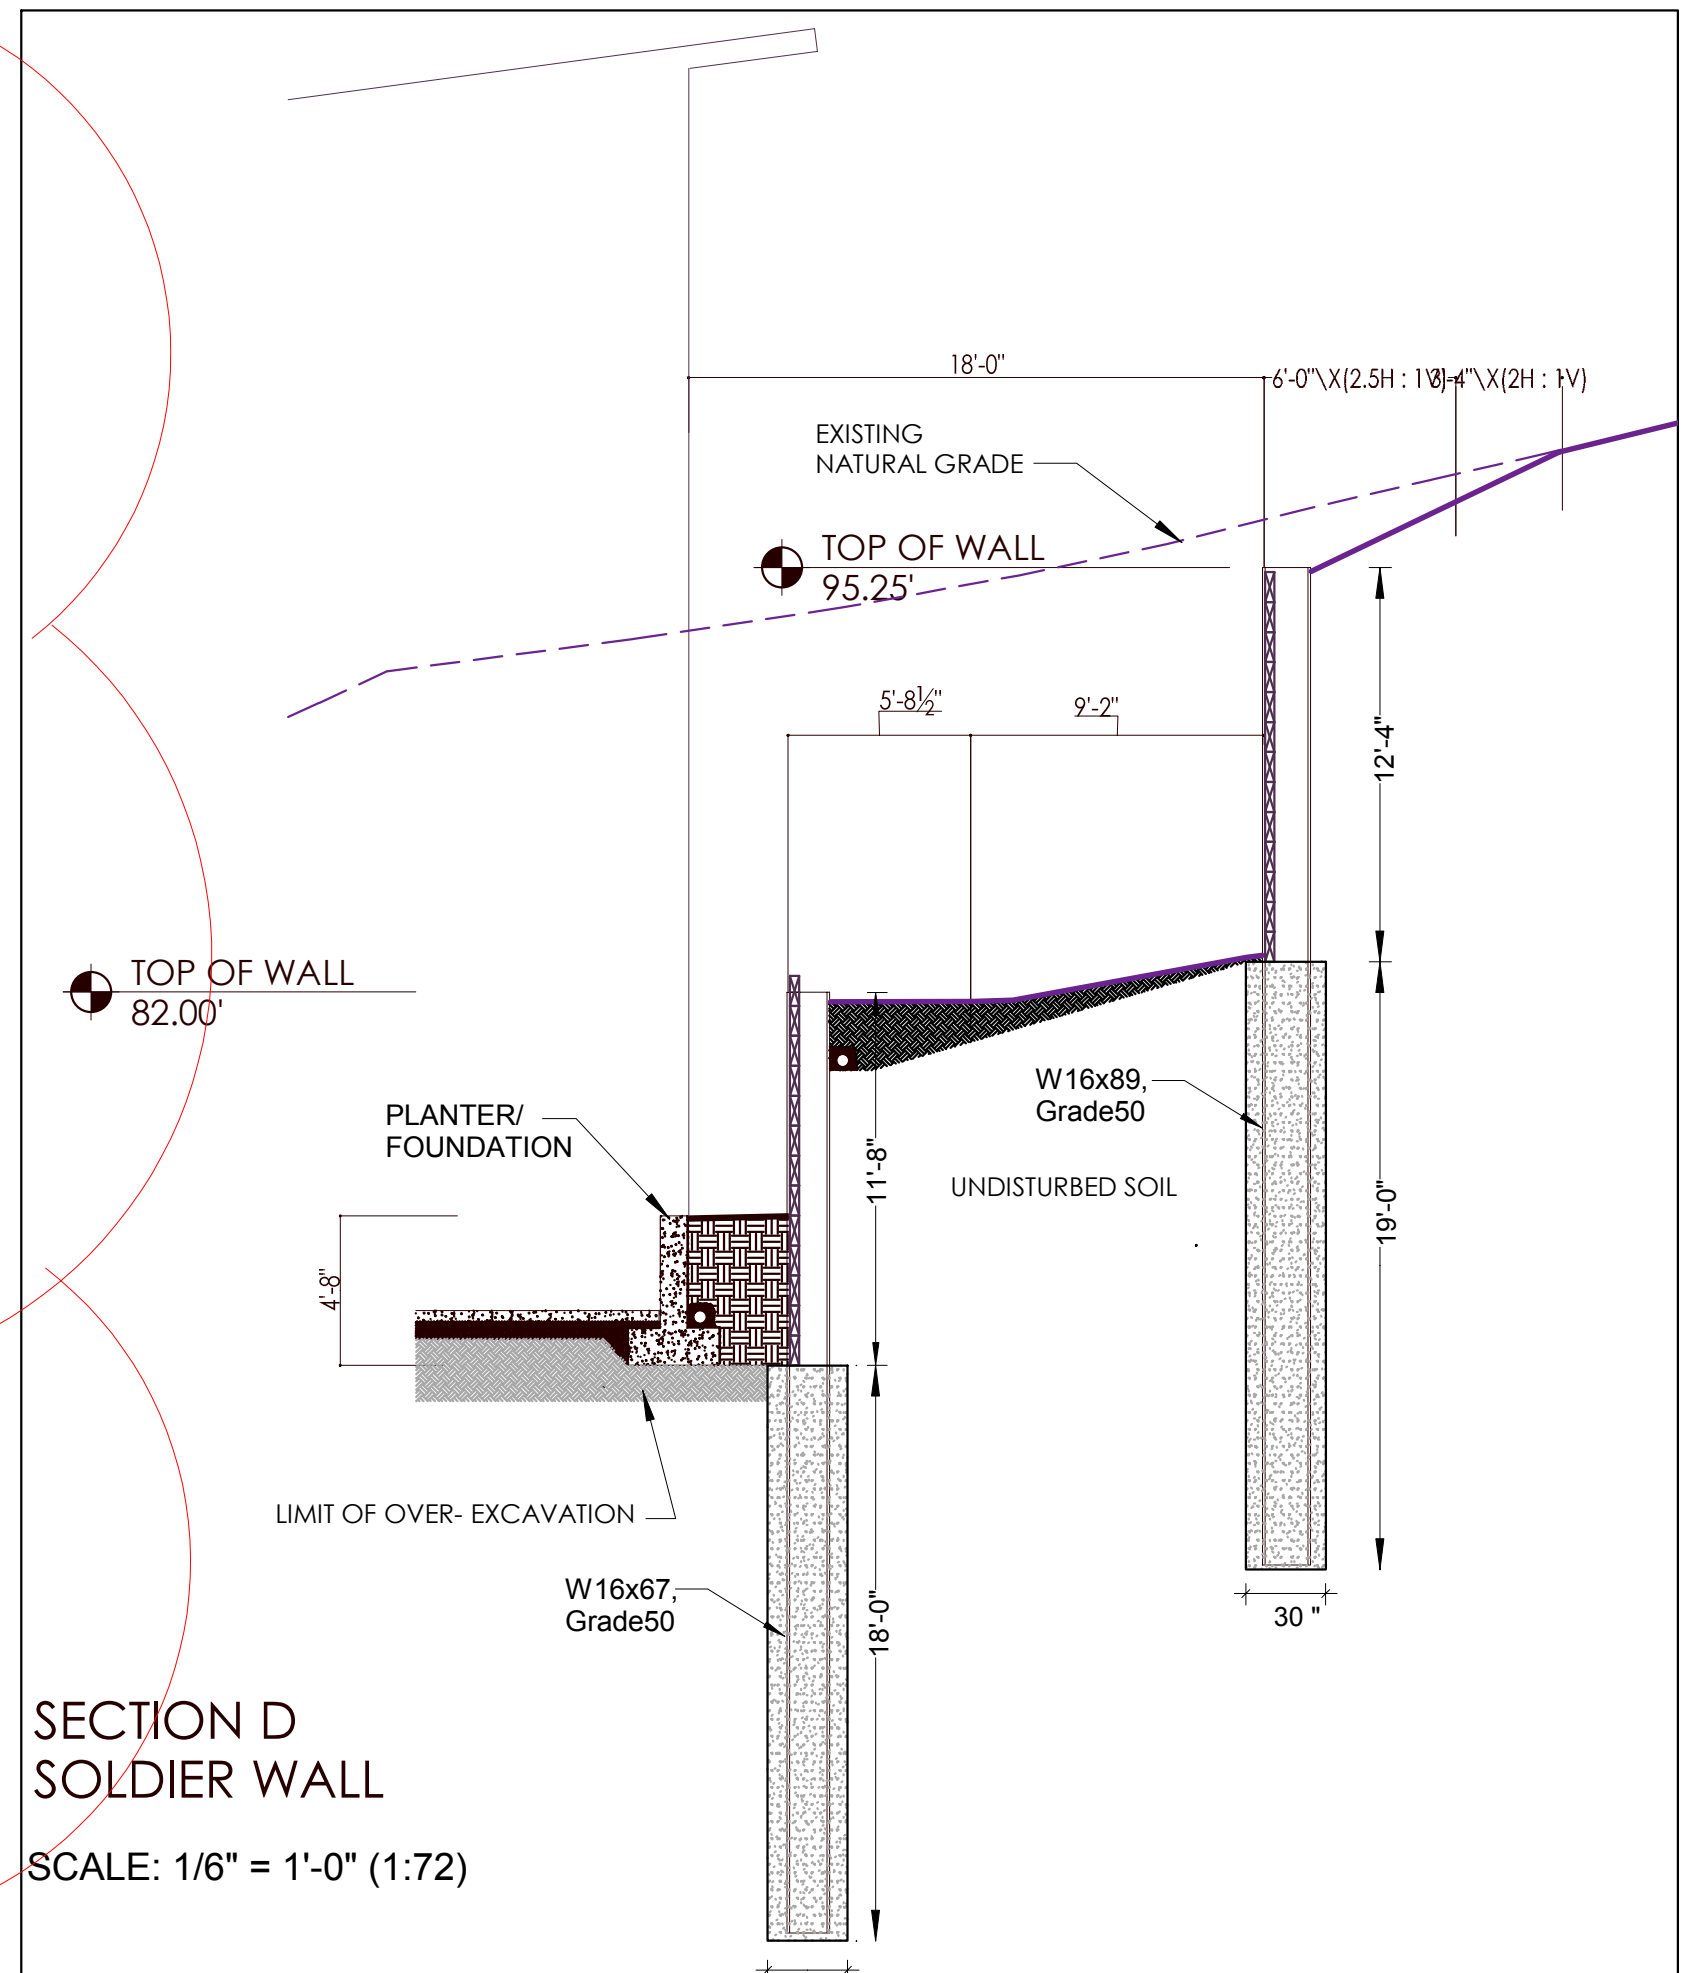 18'-0"
6'-0"\X(2.5H : 1V)
3'-4"\X(2H : 1V)
EXISTING
NATURAL GRADE
TOP OF WALL
95.25'
5'-8½"
9'-2"
12'-4"
TOP OF WALL
82.00'
W16x89,
Grade50
PLANTER/
FOUNDATION
11'-8"
UNDISTURBED SOIL
19'-0"
4'-8"
LIMIT OF OVER- EXCAVATION
W16x67,
Grade50
18'-0"
30 "
SECTION D
SOLDIER WALL
SCALE: 1/6" = 1'-0" (1:72)